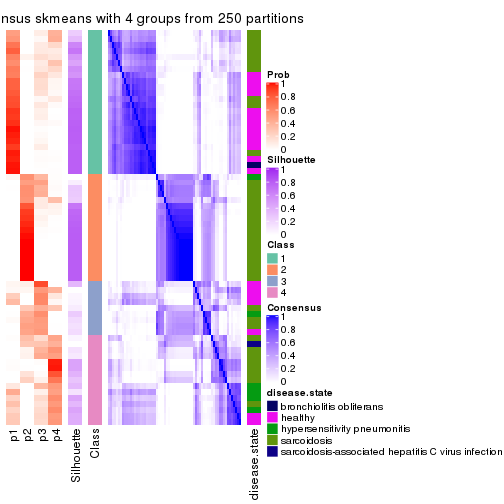 nsus skmeans with 4 groups from 250 partitions
Prob
1
0.8
0.6
0.4
0.2
0
Silhouette
1
0.8
0.6
0.4
0.2
0
Class
1
2
3
4
Consensus
1
0.8
0.6
0.4
0.2
0
disease.state
bronchiolitis obliterans
healthy
hypersensitivity pneumonitis
sarcoidosis
sarcoidosis-associated hepatitis C virus infection
p1
p2
p3
p4
Silhouette
Class
disease.state